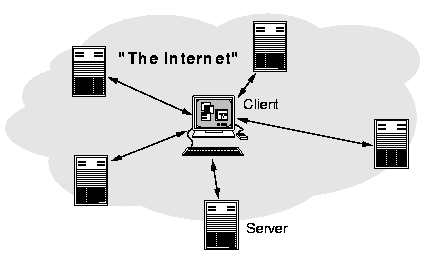 "The Internet"
Client
Server